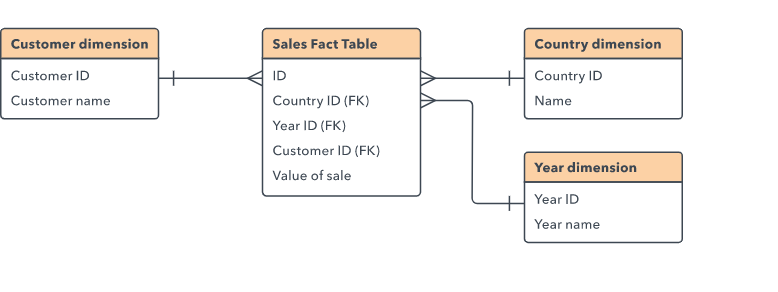 Customer dimension
Customer ID
Customer name
Sales Fact Table
ID
Country ID (FK)
Year ID (FK)
Customer ID (FK)
Value of sale
Country dimension
Country ID
Name
Year dimension
Year ID
Year name